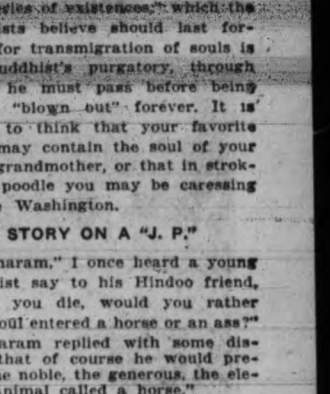 ries of existences," which the
ists believe should last for-
for transmigration of souls is
uddhist's purgatory, through
he must pass before being
"blown out" forever. It is
to think that your favorite
may contain the soul of your
grandmother, or that in strok-
poodle you may be caressing
Washington.
STORY ON A "J. P."
haram," I once heard a young
ist say to his Hindoo friend,
you die, would you rather
oul entered a horse or an ass?"
aram replied with some dis-
that of course he would pre-
e noble, the generous, the ele-
animal called a horse."